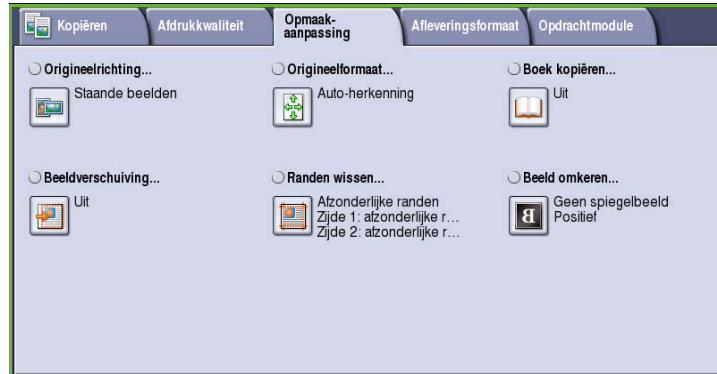 Kopiëren
Afdrukkwaliteit
Opmaak-
aanpassing
Afleveringsformaat
Opdrachtmodule
Origineelrichting...
Staande beelden
Origineelformaat...
Auto-herkenning
Boek kopiëren...
Uit
Beeldverschuiving...
Uit
Randen wissen...
Afzonderlijke randen
Zijde 1: afzonderlijke r...
Zijde 2: afzonderlijke r...
Beeld omkeren...
Geen spiegelbeeld
Positief